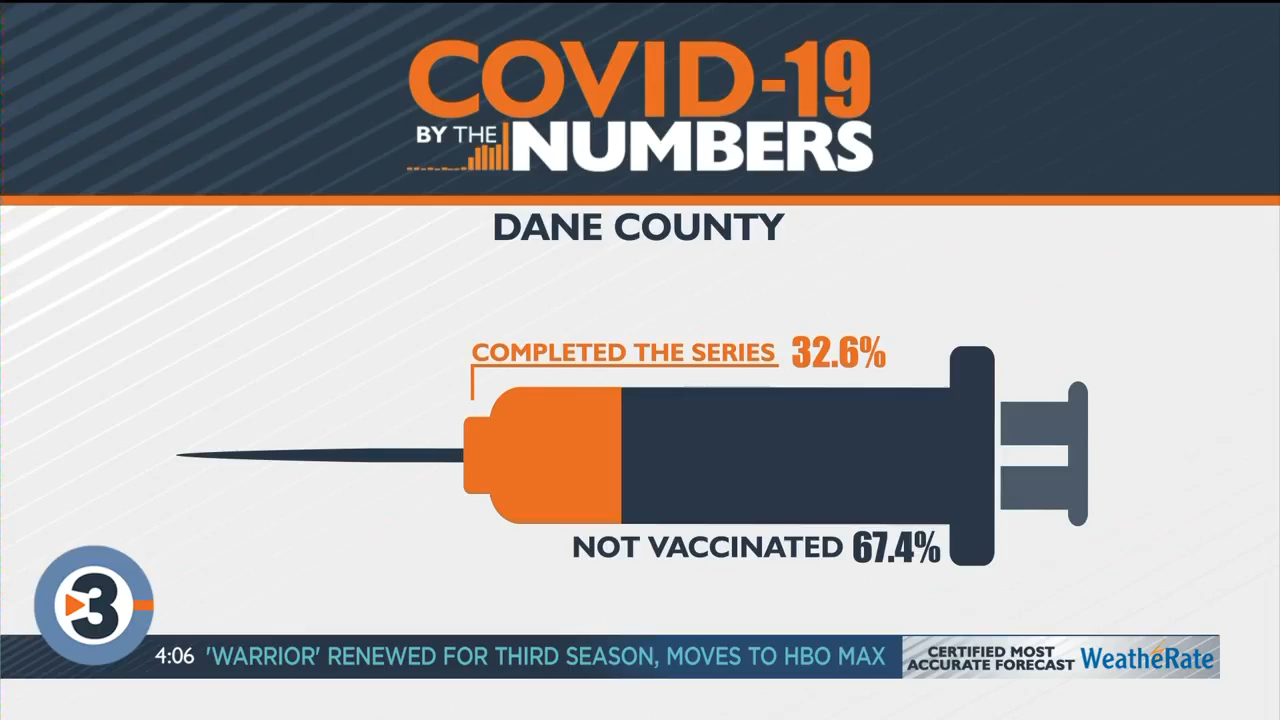 COVID-19
BY THE NUMBERS
DANE COUNTY
COMPLETED THE SERIES 32.6%
NOT VACCINATED 67.4%
3
4:06 'WARRIOR' RENEWED FOR THIRD SEASON, MOVES TO HBO MAX
CERTIFIED MOST
ACCURATE FORECAST WeatheRate